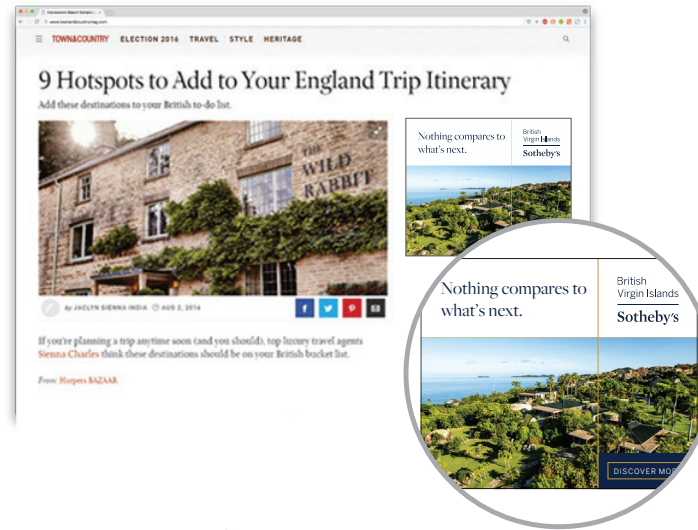 www.townandcountrymag.com
TOWN&COUNTRY ELECTION 2016 TRAVEL STYLE HERITAGE
9 Hotspots to Add to Your England Trip Itinerary
Add these destinations to your British to-do list.
THE
WILD
RABBIT
By JACLYN SIENNA INDIA AUG 2, 2016
If you're planning a trip anytime soon (and you should), top luxury travel agents
Sienna Charles think these destinations should be on your British bucket list.
From: Harpers BAZAAR
Nothing compares to
what's next.
British
Virgin Islands
Sotheby's
Nothing compares to
what's next.
British
Virgin Islands
Sotheby's
DISCOVER MO